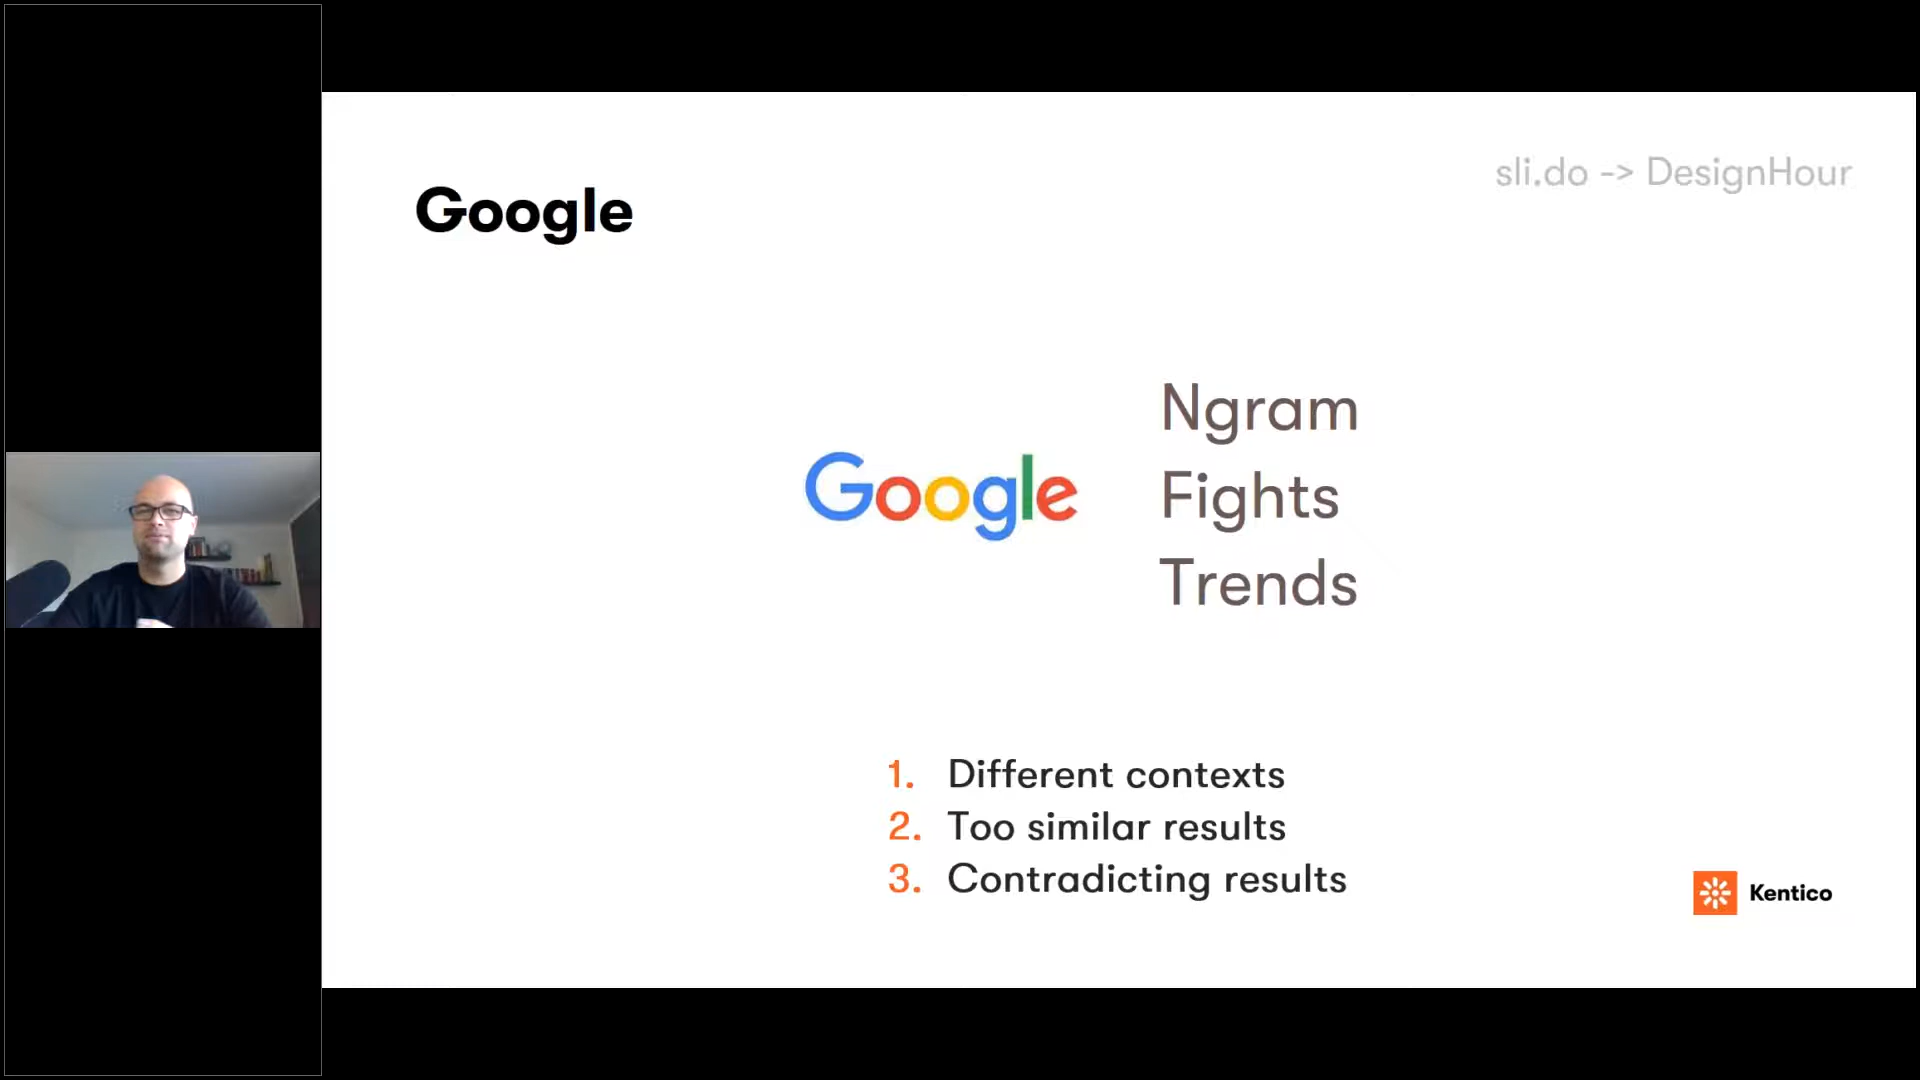 sli.do -> DesignHour
Google
Google
Ngram
Fights
Trends
1. Different contexts
2. Too similar results
3. Contradicting results
Kentico